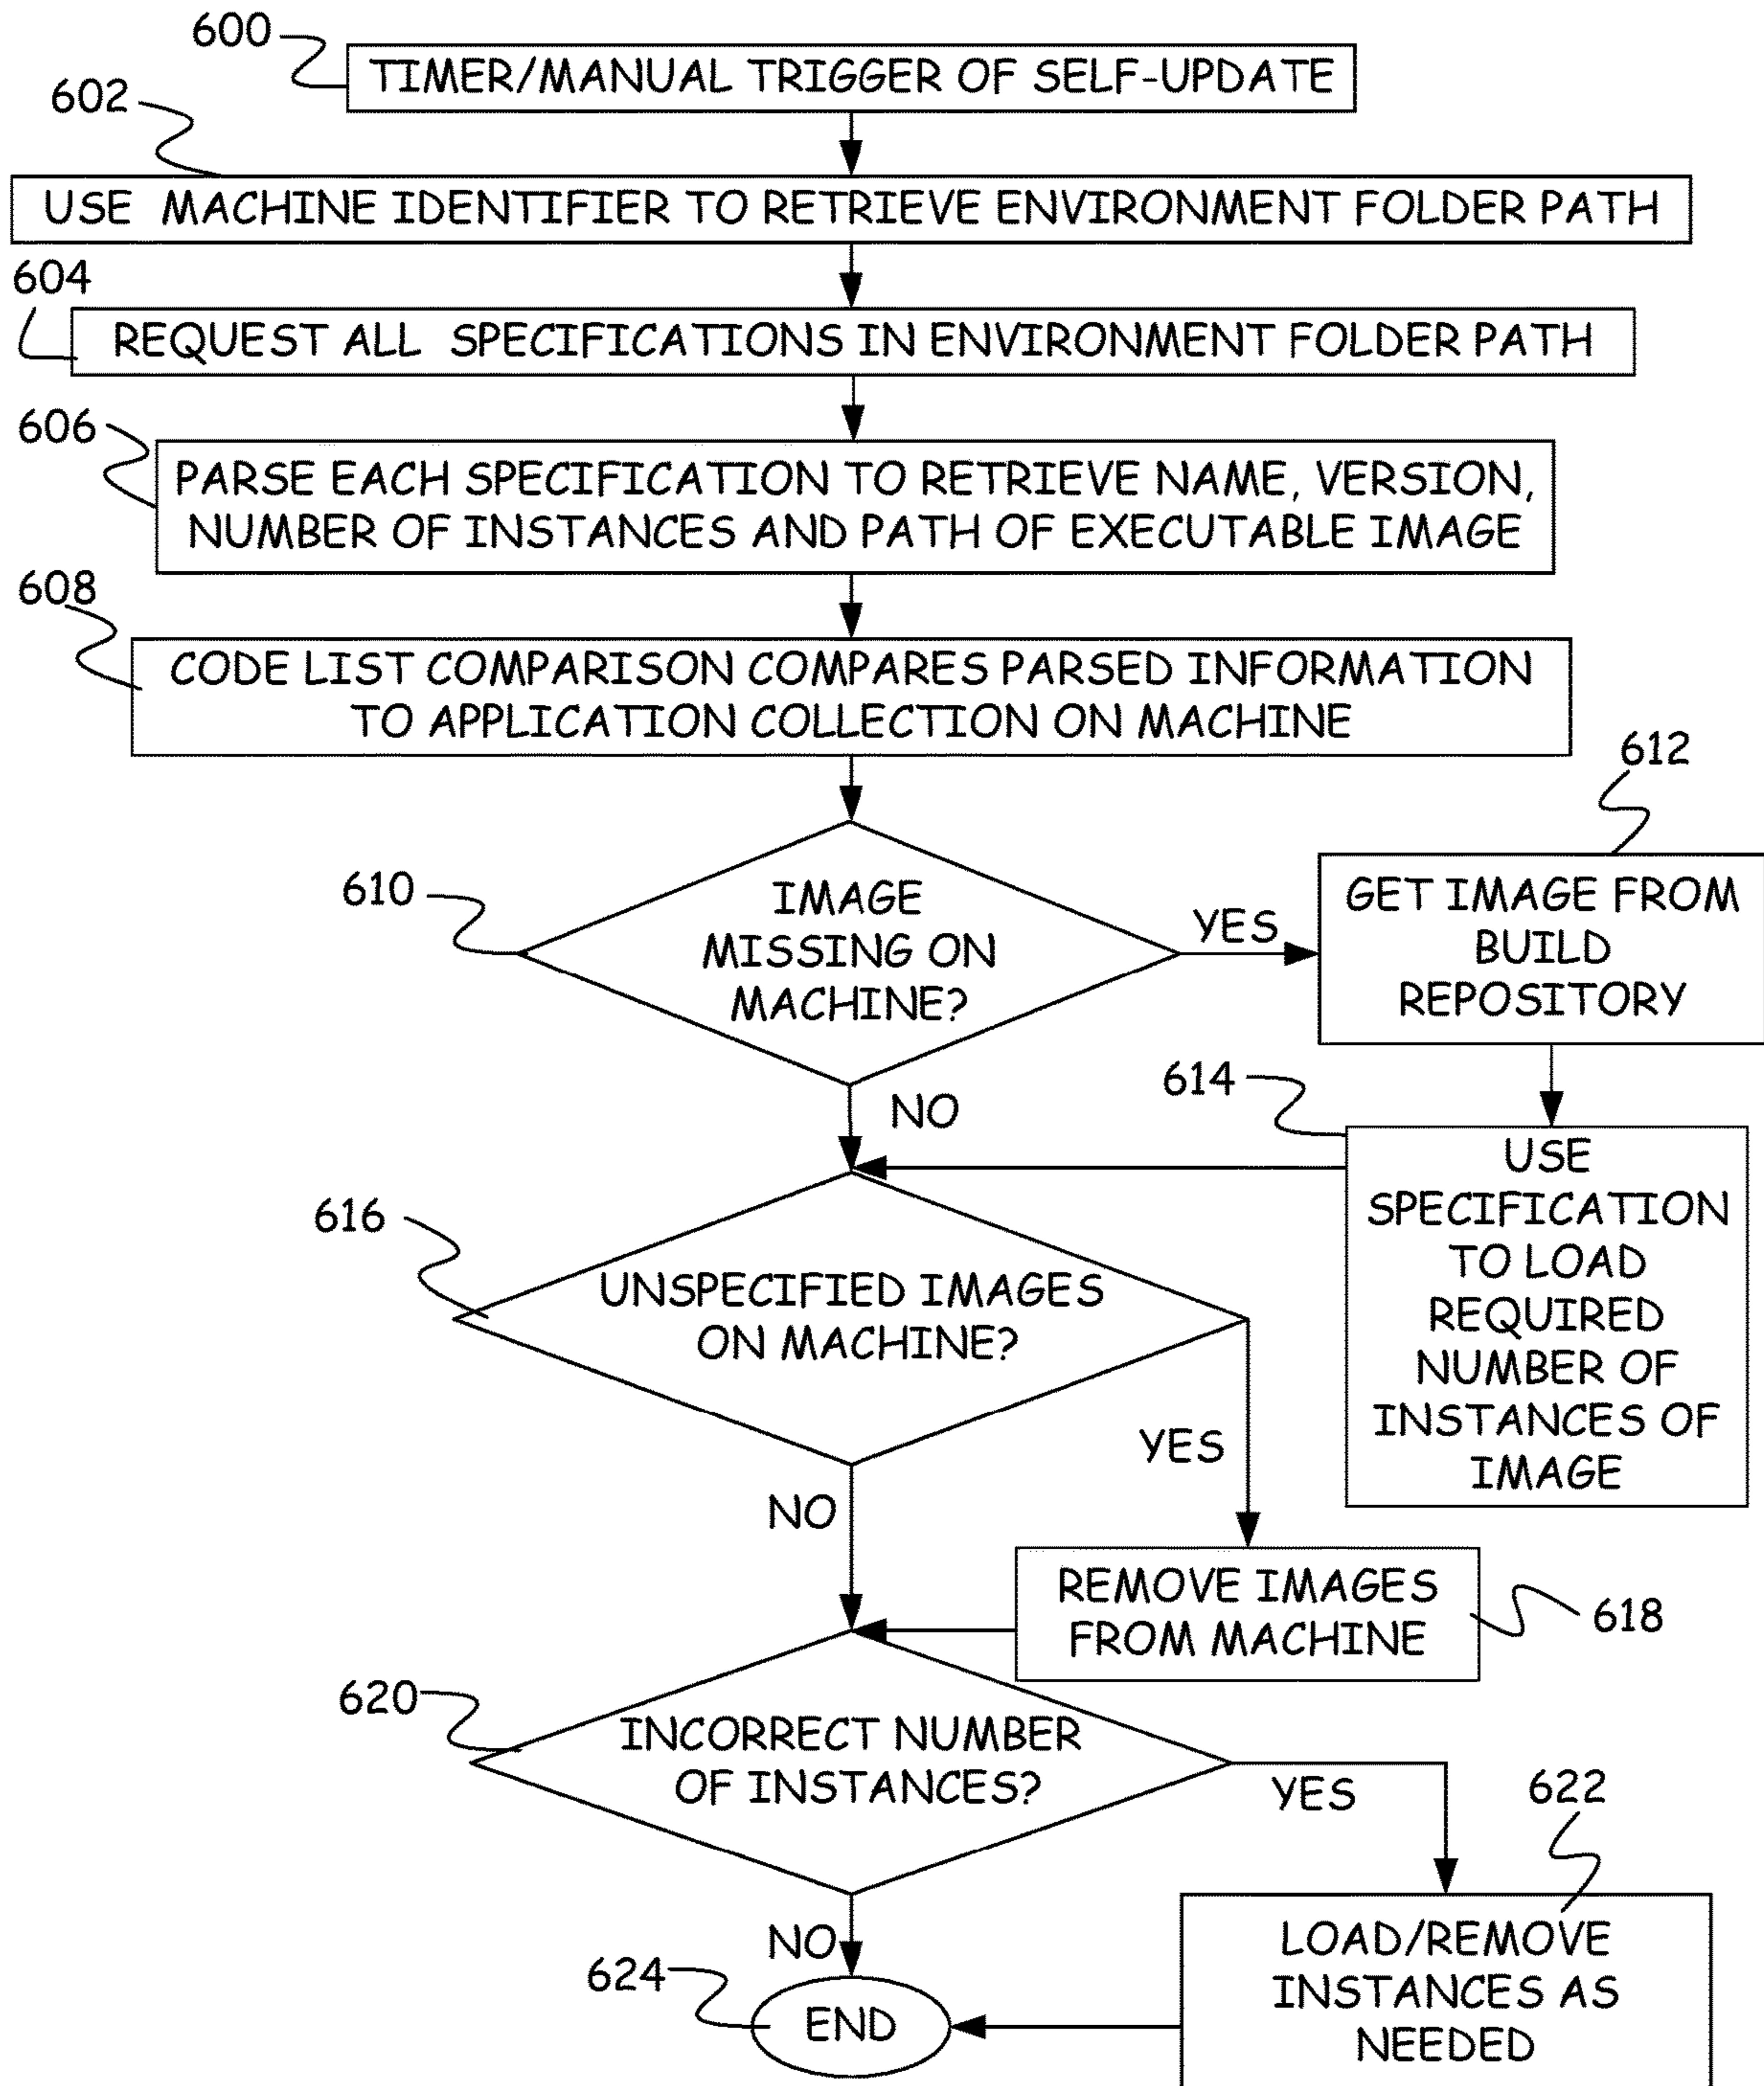 600
TIMER/MANUAL TRIGGER OF SELF-UPDATE
602
USE MACHINE IDENTIFIER TO RETRIEVE ENVIRONMENT FOLDER PATH
604
REQUEST ALL SPECIFICATIONS IN ENVIRONMENT FOLDER PATH
606
PARSE EACH SPECIFICATION TO RETRIEVE NAME, VERSION,
NUMBER OF INSTANCES AND PATH OF EXECUTABLE IMAGE
608
CODE LIST COMPARISON COMPARES PARSED INFORMATION
TO APPLICATION COLLECTION ON MACHINE
610
IMAGE
MISSING ON
MACHINE?
YES
612
GET IMAGE FROM
BUILD
REPOSITORY
NO
614
USE
SPECIFICATION
TO LOAD
REQUIRED
NUMBER OF
INSTANCES OF
IMAGE
616
UNSPECIFIED IMAGES
ON MACHINE?
YES
NO
REMOVE IMAGES
FROM MACHINE
618
620
INCORRECT NUMBER
OF INSTANCES?
YES
622
LOAD/REMOVE
INSTANCES AS
NEEDED
NO
624
END